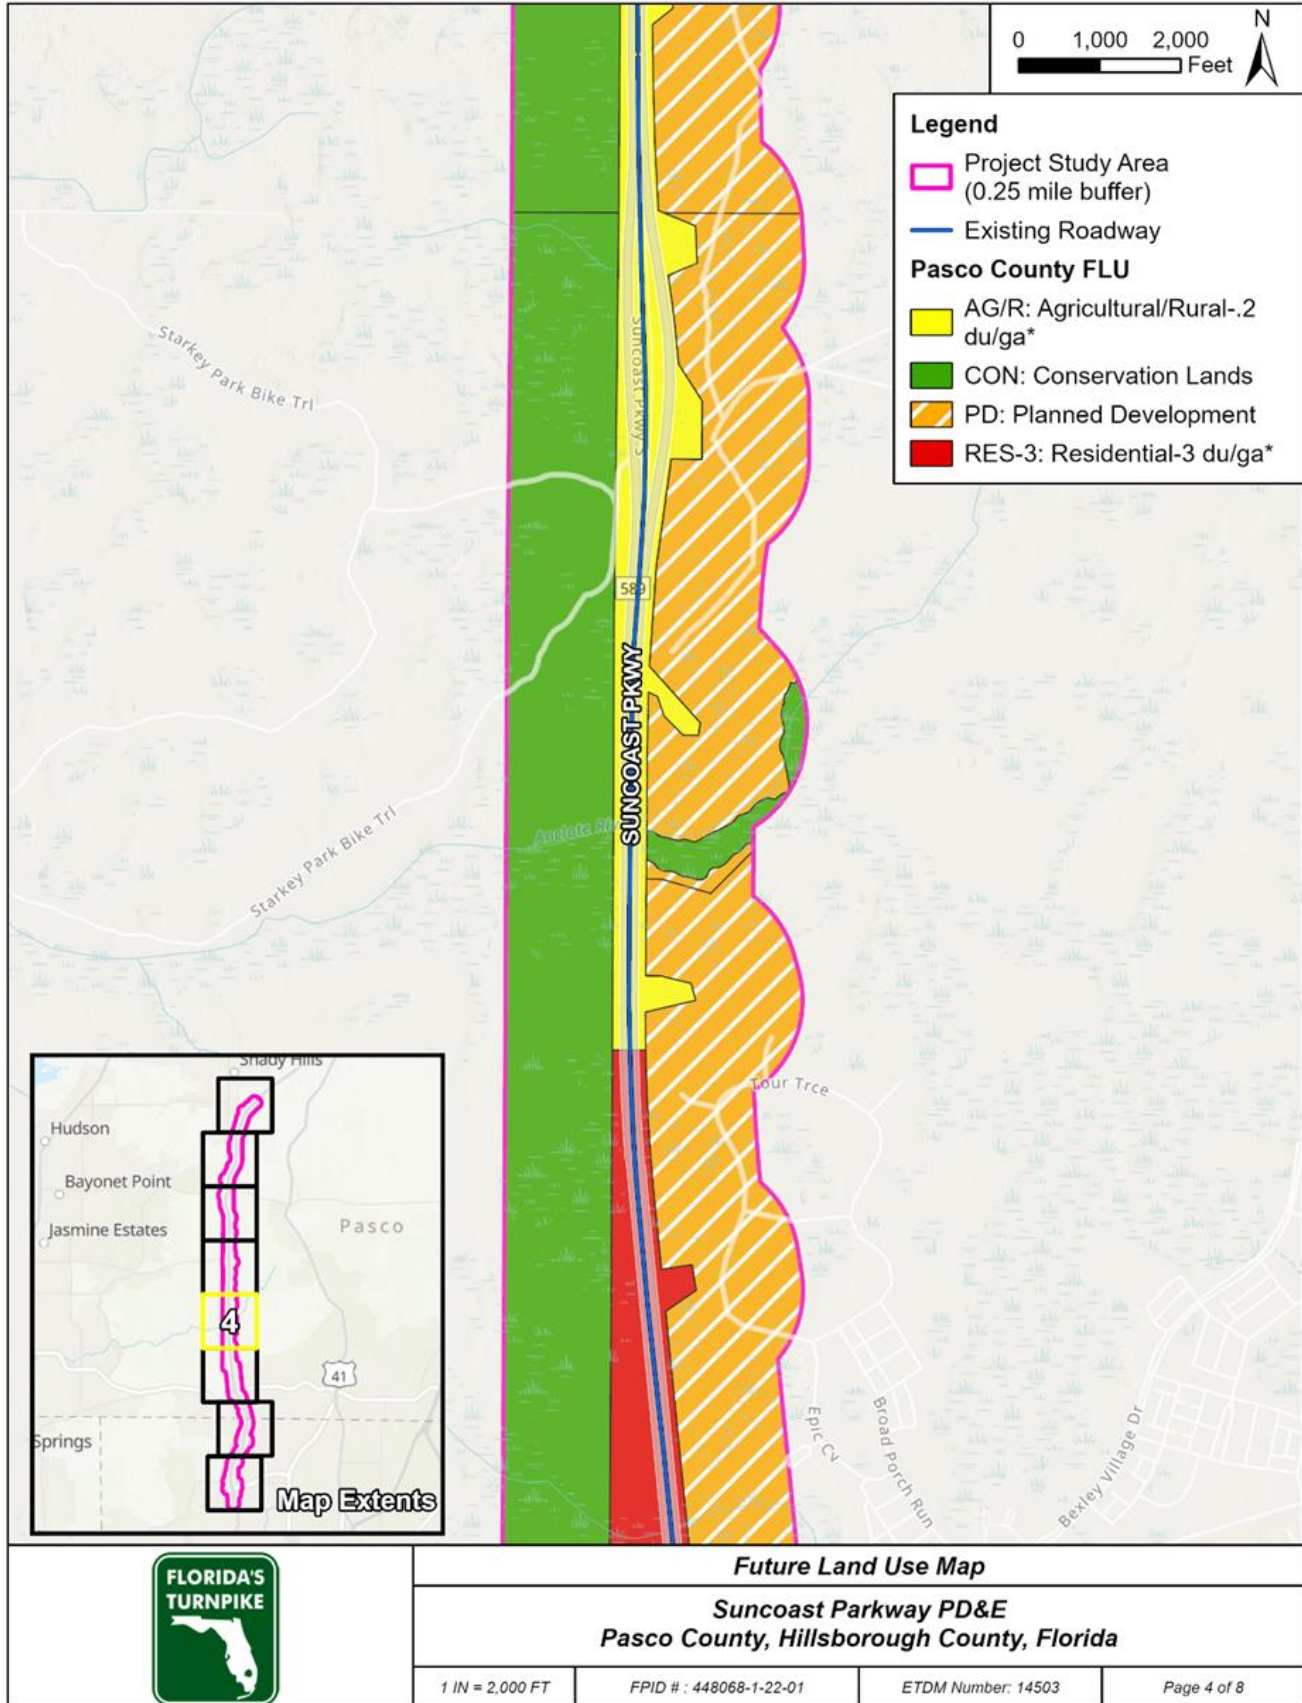 N
0 1,000 2,000
Feet
Legend
Project Study Area
(0.25 mile buffer)
Existing Roadway
Pasco County FLU
AG/R: Agricultural/Rural-.2
du/ga*
CON: Conservation Lands
PD: Planned Development
RES-3: Residential-3 du/ga*
Suncoast Pkwy S
Starkey Park Bike Trl
589
SUNCOAST PKWY
Anclote Riv
Starkey Park Bike Trl
Tour Trce
Epic Cv
Broad Porch Run
Bexley Village Dr
Shady Hills
Hudson
Bayonet Point
Jasmine Estates
Pasco
4
41
Springs
Map Extents
FLORIDA'S
TURNPIKE
Future Land Use Map
Suncoast Parkway PD&E
Pasco County, Hillsborough County, Florida
1 IN = 2,000 FT
FPID # : 448068-1-22-01
ETDM Number: 14503
Page 4 of 8